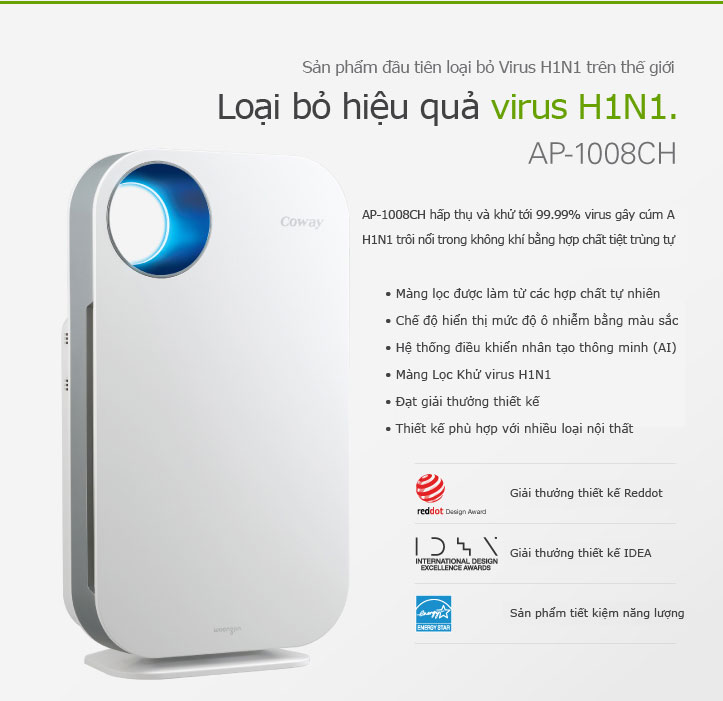 Sản phẩm đầu tiên loại bỏ Virus H1N1 trên thế giới
Loại bỏ hiệu quả virus H1N1.
AP-1008CH
Coway
AP-1008CH hấp thụ và khử tới 99.99% virus gây cúm A
H1N1 trôi nổi trong không khí bằng hợp chất tiệt trùng tự
• Màng lọc được làm từ các hợp chất tự nhiên
• Chế độ hiển thị mức độ ô nhiễm bằng màu sắc
• Hệ thống điều khiển nhân tạo thông minh (AI)
• Màng Lọc Khử virus H1N1
• Đạt giải thưởng thiết kế
• Thiết kế phù hợp với nhiều loại nội thất
reddot Design Award
Giải thưởng thiết kế Reddot
IDEA
INTERNATIONAL DESIGN
EXCELLENCE AWARDS
Giải thưởng thiết kế IDEA
energy
ENERGY STAR
Sản phẩm tiết kiệm năng lượng
woongjin